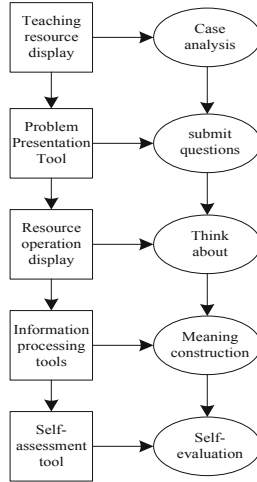 Teaching
resource
display
Case
analysis
Problem
Presentation
Tool
submit
questions
Resource
operation
display
Think
about
Information
processing
tools
Meaning
construction
Self-
assessment
tool
Self-
evaluation